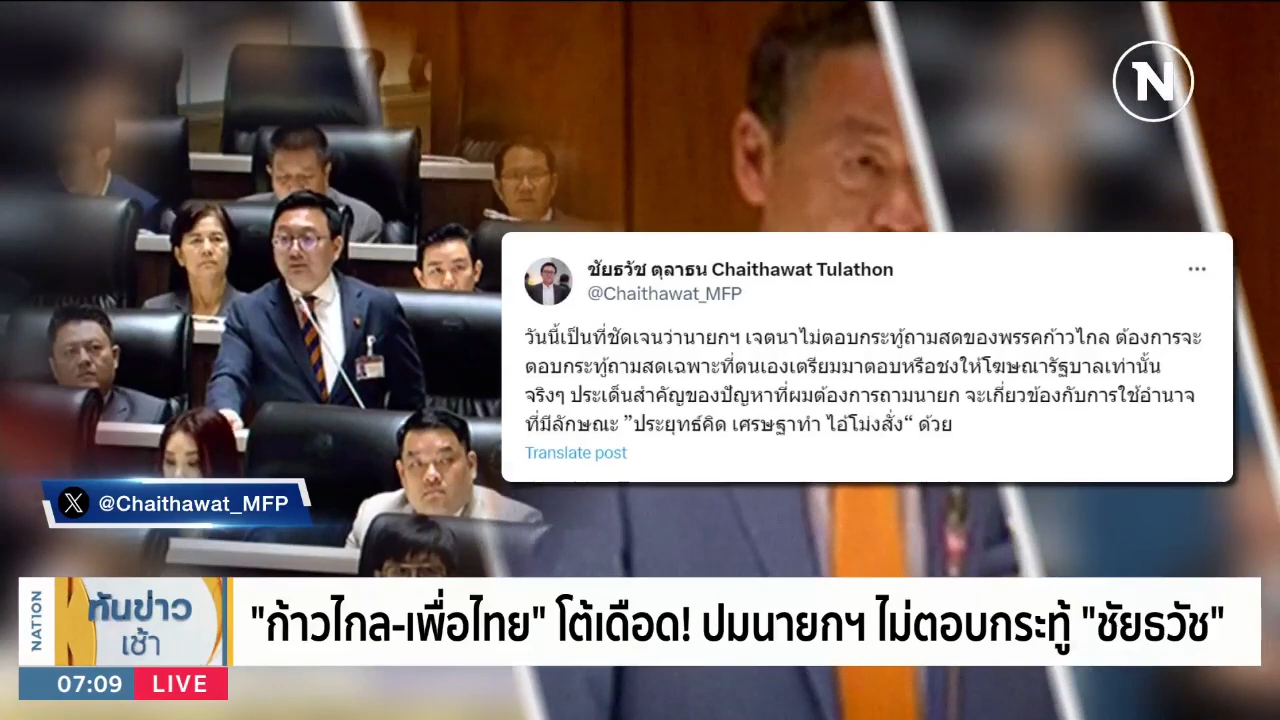 N
ชัยธวัช ตุลาธน Chaithawat Tulathon
@Chaithawat_MFP
วันนี้เป็นที่ชัดเจนว่านายกฯ เจตนาไม่ตอบกระทู้ถามสดของพรรคก้าวไกล ต้องการจะ
ตอบกระทู้ถามสดเฉพาะที่ตนเองเตรียมมาตอบหรือชงให้โฆษณารัฐบาลเท่านั้น
จริงๆ ประเด็นสำคัญของปัญหาที่ผมต้องการถามนายก จะเกี่ยวข้องกับการใช้อำนาจ
ที่มีลักษณะ ”ประยุทธ์คิด เศรษฐาทำ ไอ้โม่งสั่ง“ ด้วย
Translate post
X @Chaithawat_MFP
NATION
ทันข่าว
เช้า
"ก้าวไกล-เพื่อไทย" โต้เดือด! ปมนายกฯ ไม่ตอบกระทู้ "ชัยธวัช"
07:09 LIVE